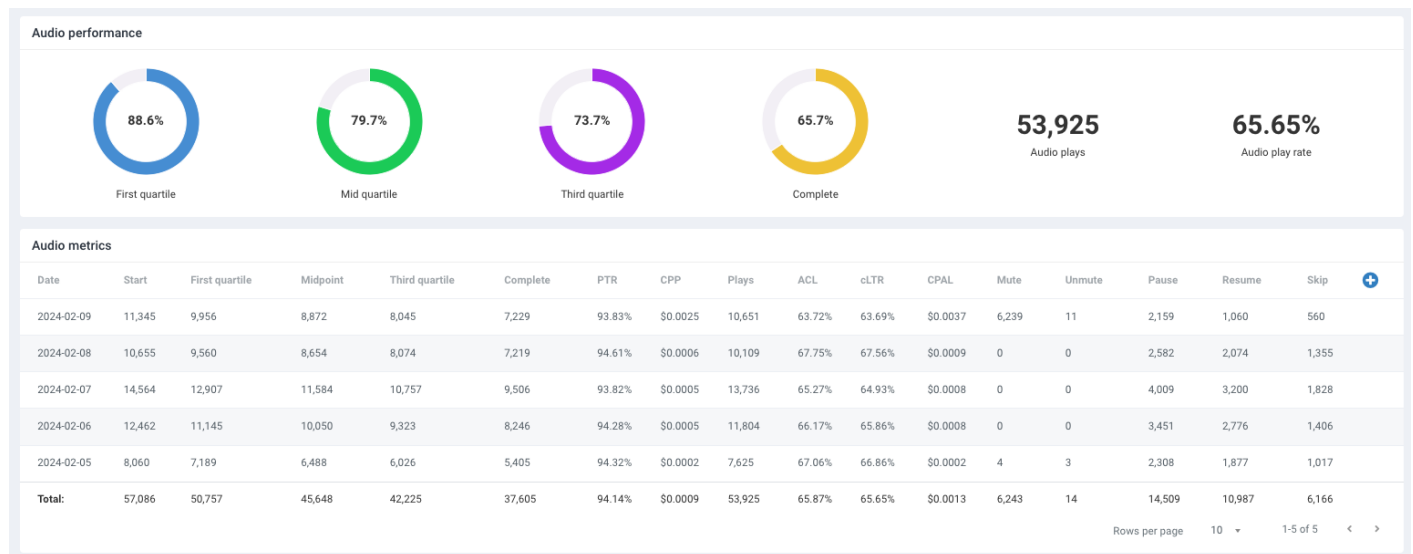 Audio performance
88.6% 79.7% 73.7% 65.7% 53,925 65.65%
Audio plays Audio play rate
First quartile Mid quartile Third quartile Complete
Audio metrics
Date Start First quartile Midpoint Third quartile Complete PTR CPP Plays ACL cLTR CPAL Mute Unmute Pause Resume Skip
2024-02-09 11,345 9,956 8,872 8,045 7,229 93.83% $0.0025 10,651 63.72% 63.69% $0.0037 6,239 11 2,159 1,060 560
2024-02-08 10,655 9,560 8,654 8,074 7,219 94.61% $0.0006 10,109 67.75% 67.56% $0.0009 0 0 2,582 2,074 1,355
2024-02-07 14,564 12,907 11,584 10,757 9,506 93.82% $0.0005 13,736 65.27% 64.93% $0.0008 0 0 4,009 3,200 1,828
2024-02-06 12,462 11,145 10,050 9,323 8,246 94.28% $0.0005 11,804 66.17% 65.86% $0.0008 0 0 3,451 2,776 1,406
2024-02-05 8,060 7,189 6,488 6,026 5,405 94.32% $0.0002 7,625 67.06% 66.86% $0.0002 4 3 2,308 1,877 1,017
Total: 57,086 50,757 45,648 42,225 37,605 94.14% $0.0009 53,925 65.87% 65.65% $0.0013 6,243 14 14,509 10,987 6,166
Rows per page 10 1-5 of 5